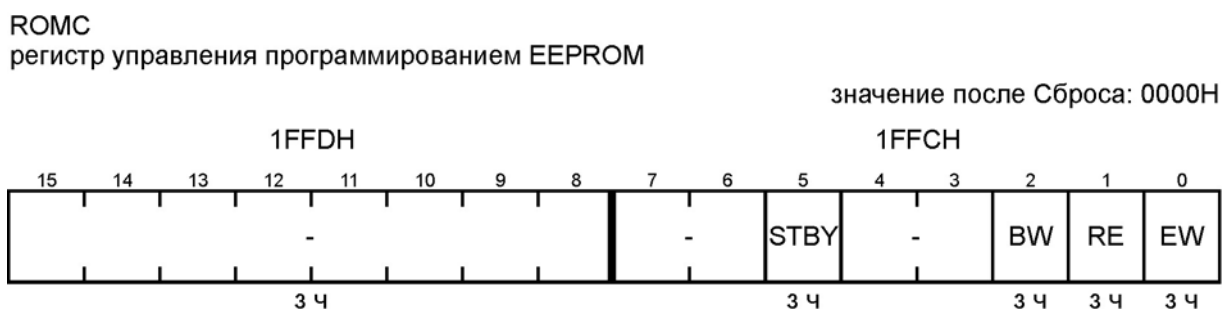 ROMC
регистр управления программированием EEPROM
значение после Сброса: 0000H
1FFDH 1FFCH
15 14 13 12 11 10 9 8 7 6 5 4 3 2 1 0
- - STBY - BW RE EW
З Ч З Ч З Ч З Ч З Ч